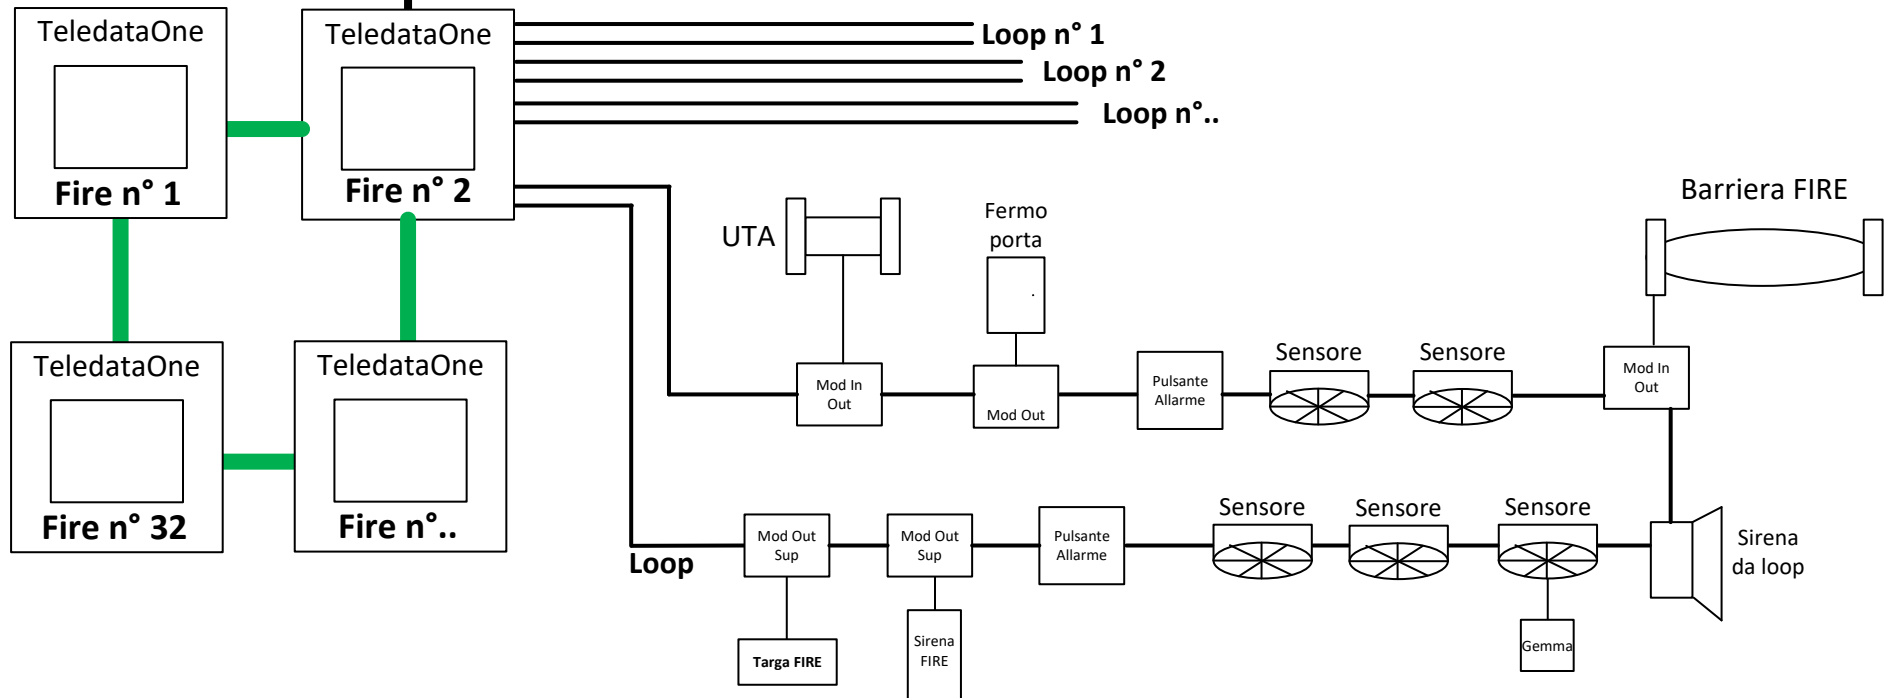 TeledataOne
Fire n° 1
TeledataOne
Fire n° 2
Loop n° 1
Loop n° 2
Loop n°..
TeledataOne
Fire n° 32
TeledataOne
Fire n°..
UTA
Fermo
porta
Barriera FIRE
Mod In
Out
Mod Out
Pulsante
Allarme
Sensore
Sensore
Mod In
Out
Loop
Mod Out
Sup
Mod Out
Sup
Pulsante
Allarme
Sensore
Sensore
Sensore
Sirena
da loop
Targa FIRE
Sirena
FIRE
Gemma